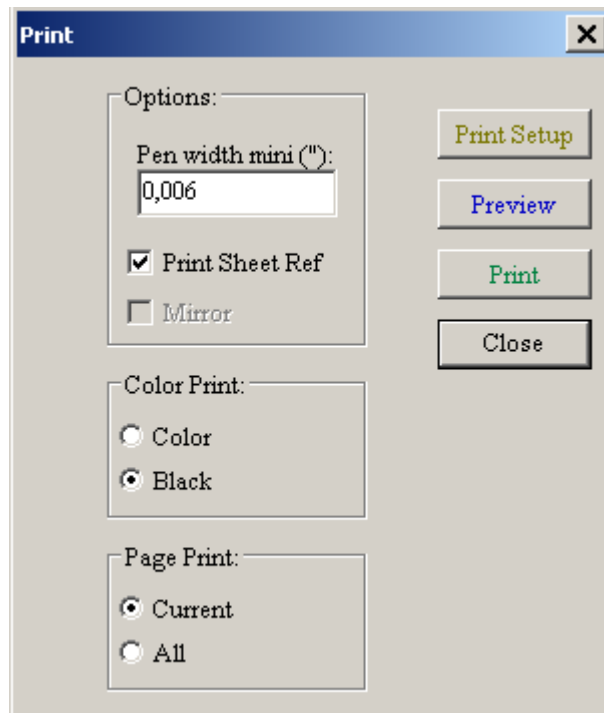 Print
Options:
Pen width mini ("):
0,006
Print Sheet Ref
Mirror
Color Print:
Color
Black
Page Print:
Current
All
Print Setup
Preview
Print
Close